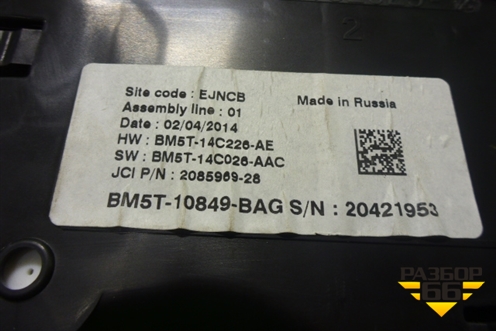 2
Site code : EJNCB
Assembly line : 01
Made in Russia
Date : 02/04/2014
HW : BM5T-14C226-AE
SW : BM5T-14C026-AAC
JCI P/N : 2085969-28
BM5T-10849-BAG S/N : 20421953
РАЗБОР
66